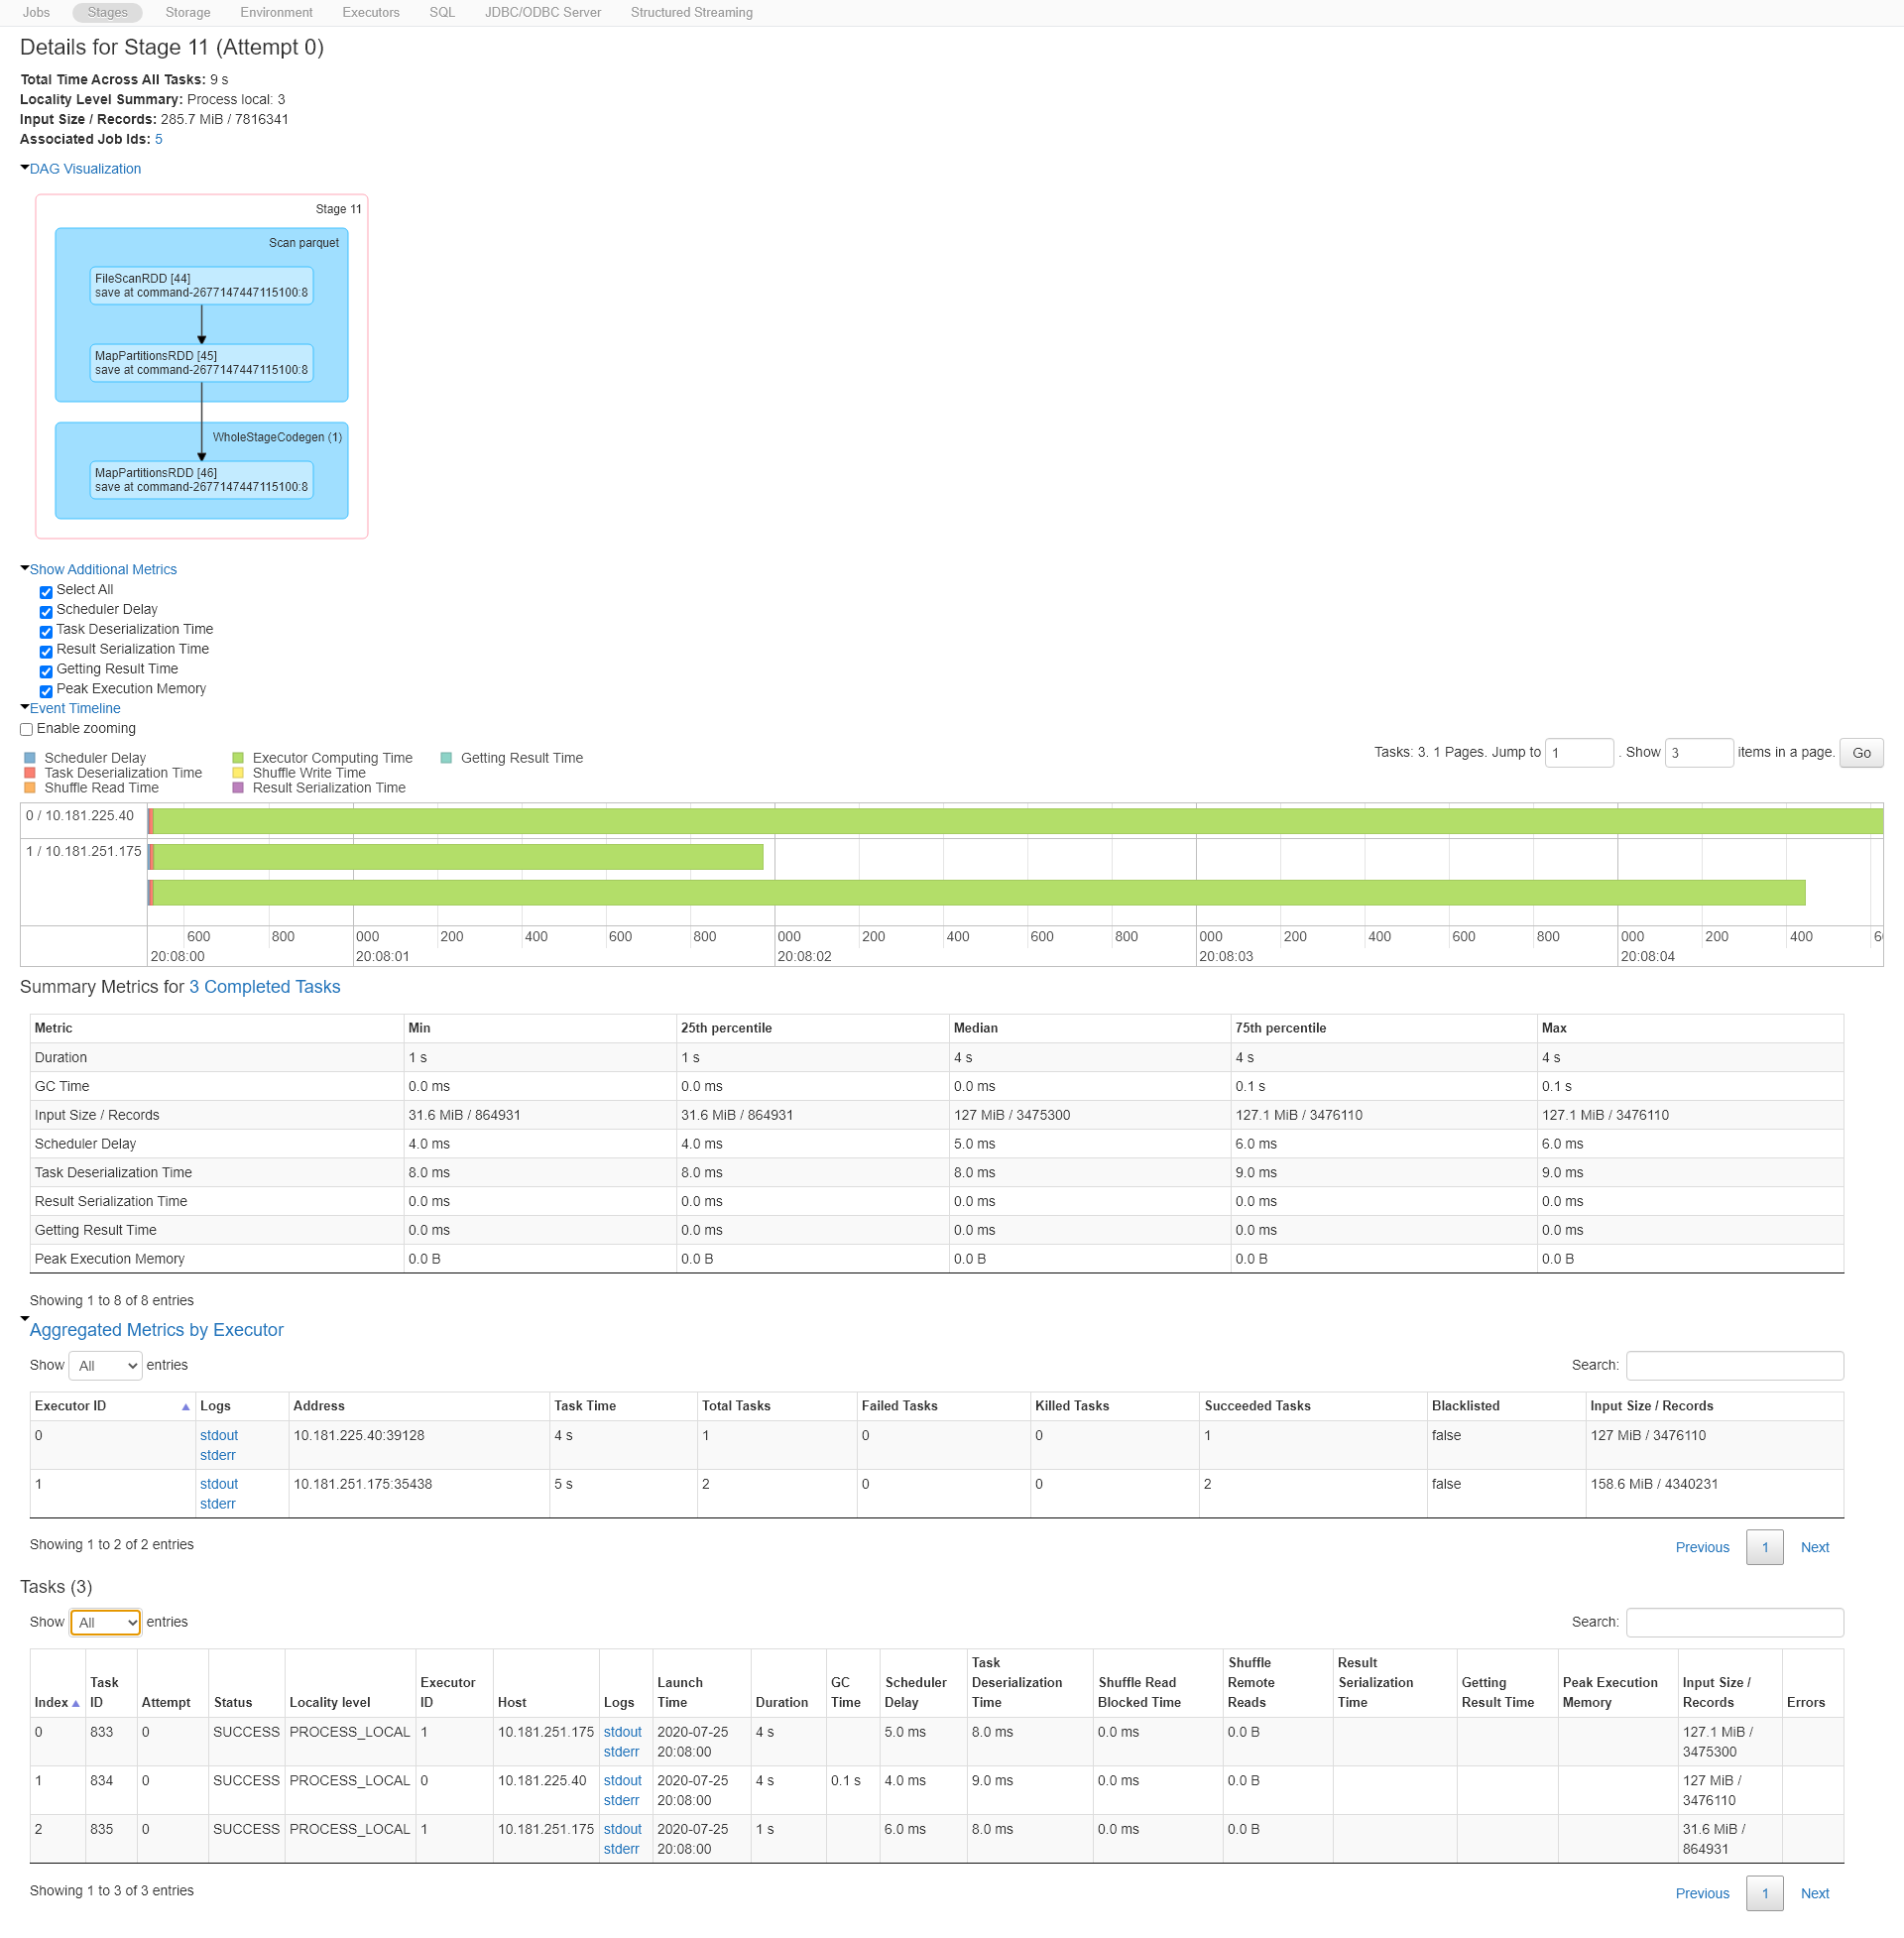 Jobs Stages Storage Environment Executors SQL JDBC/ODBC Server Structured Streaming
Details for Stage 11 (Attempt 0)
Total Time Across All Tasks: 9 s
Locality Level Summary: Process local: 3
Input Size / Records: 285.7 MiB / 7816341
Associated Job Ids: 5
DAG Visualization
Stage 11
Scan parquet
FileScanRDD [44]
save at command-2677147447115100:8
MapPartitionsRDD [45]
save at command-2677147447115100:8
WholeStageCodegen (1)
MapPartitionsRDD [46]
save at command-2677147447115100:8
Show Additional Metrics
Select All
Scheduler Delay
Task Deserialization Time
Result Serialization Time
Getting Result Time
Peak Execution Memory
Event Timeline
Enable zooming
Tasks: 3. 1 Pages. Jump to 1 . Show 3 items in a page. Go
Scheduler Delay Executor Computing Time Getting Result Time
Task Deserialization Time Shuffle Write Time
Shuffle Read Time Result Serialization Time
0 / 10.181.225.40
1 / 10.181.251.175
600 800 000 200 400 600 800 000 200 400 600 800 000 200 400 600 800 000 200 400
20:08:00 20:08:01 20:08:02 20:08:03 20:08:04
Summary Metrics for 3 Completed Tasks
Metric Min 25th percentile Median 75th percentile Max
Duration 1 s 1 s 4 s 4 s 4 s
GC Time 0.0 ms 0.0 ms 0.0 ms 0.1 s 0.1 s
Input Size / Records 31.6 MiB / 864931 31.6 MiB / 864931 127 MiB / 3475300 127.1 MiB / 3476110 127.1 MiB / 3476110
Scheduler Delay 4.0 ms 4.0 ms 5.0 ms 6.0 ms 6.0 ms
Task Deserialization Time 8.0 ms 8.0 ms 8.0 ms 9.0 ms 9.0 ms
Result Serialization Time 0.0 ms 0.0 ms 0.0 ms 0.0 ms 0.0 ms
Getting Result Time 0.0 ms 0.0 ms 0.0 ms 0.0 ms 0.0 ms
Peak Execution Memory 0.0 B 0.0 B 0.0 B 0.0 B 0.0 B
Showing 1 to 8 of 8 entries
Aggregated Metrics by Executor
Show All entries Search:
Executor ID Logs Address Task Time Total Tasks Failed Tasks Killed Tasks Succeeded Tasks Blacklisted Input Size / Records
0 stdout 10.181.225.40:39128 4 s 1 0 0 1 false 127 MiB / 3476110
stderr
1 stdout 10.181.251.175:35438 5 s 2 0 0 2 false 158.6 MiB / 4340231
stderr
Showing 1 to 2 of 2 entries Previous 1 Next
Tasks (3)
Show All entries Search:
Task Shuffle Result
Task Executor Launch GC Scheduler Deserialization Shuffle Read Remote Serialization Getting Peak Execution Input Size /
Index ID Attempt Status Locality level ID Host Logs Time Duration Time Delay Time Blocked Time Reads Time Result Time Memory Records Errors
0 833 0 SUCCESS PROCESS_LOCAL 1 10.181.251.175 stdout 2020-07-25 4 s 5.0 ms 8.0 ms 0.0 ms 0.0 B 127.1 MiB /
stderr 20:08:00 3475300
1 834 0 SUCCESS PROCESS_LOCAL 0 10.181.225.40 stdout 2020-07-25 4 s 0.1 s 4.0 ms 9.0 ms 0.0 ms 0.0 B 127 MiB /
stderr 20:08:00 3476110
2 835 0 SUCCESS PROCESS_LOCAL 1 10.181.251.175 stdout 2020-07-25 1 s 6.0 ms 8.0 ms 0.0 ms 0.0 B 31.6 MiB /
stderr 20:08:00 864931
Showing 1 to 3 of 3 entries Previous 1 Next